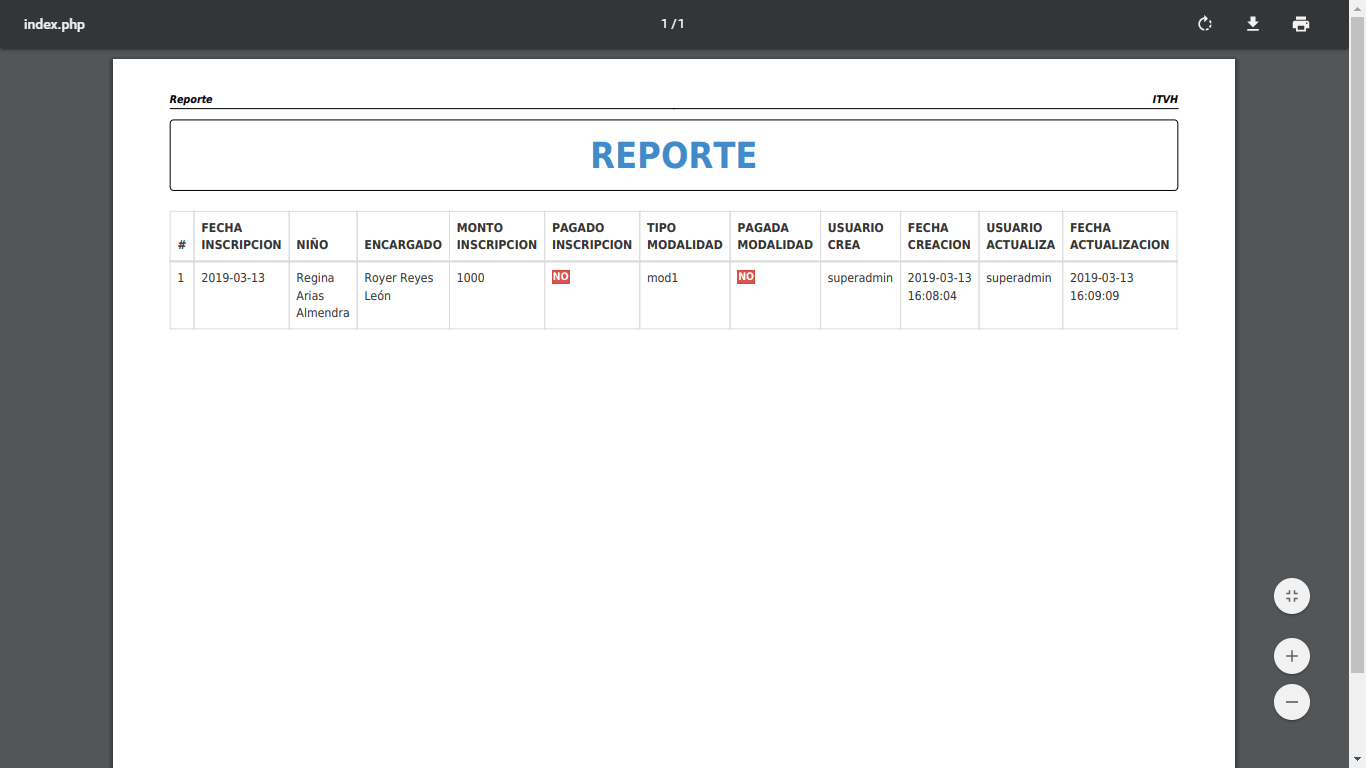 index.php
1 / 1
Reporte ITVH
REPORTE
# FECHA INSCRIPCION NIÑO ENCARGADO MONTO INSCRIPCION PAGADO INSCRIPCION TIPO MODALIDAD PAGADA MODALIDAD USUARIO CREA FECHA CREACION USUARIO ACTUALIZA FECHA ACTUALIZACION
1 2019-03-13 Regina Arias Almendra Royer Reyes León 1000 NO mod1 NO superadmin 2019-03-13 16:08:04 superadmin 2019-03-13 16:09:09